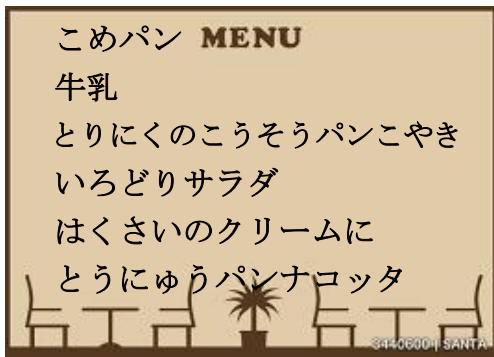 こめパン MENU
牛乳
とりにくのこうそうパンこやき
いろどりサラダ
はくさいのクリームに
とうにゅうパンナコッタ
3440600 | SANTA